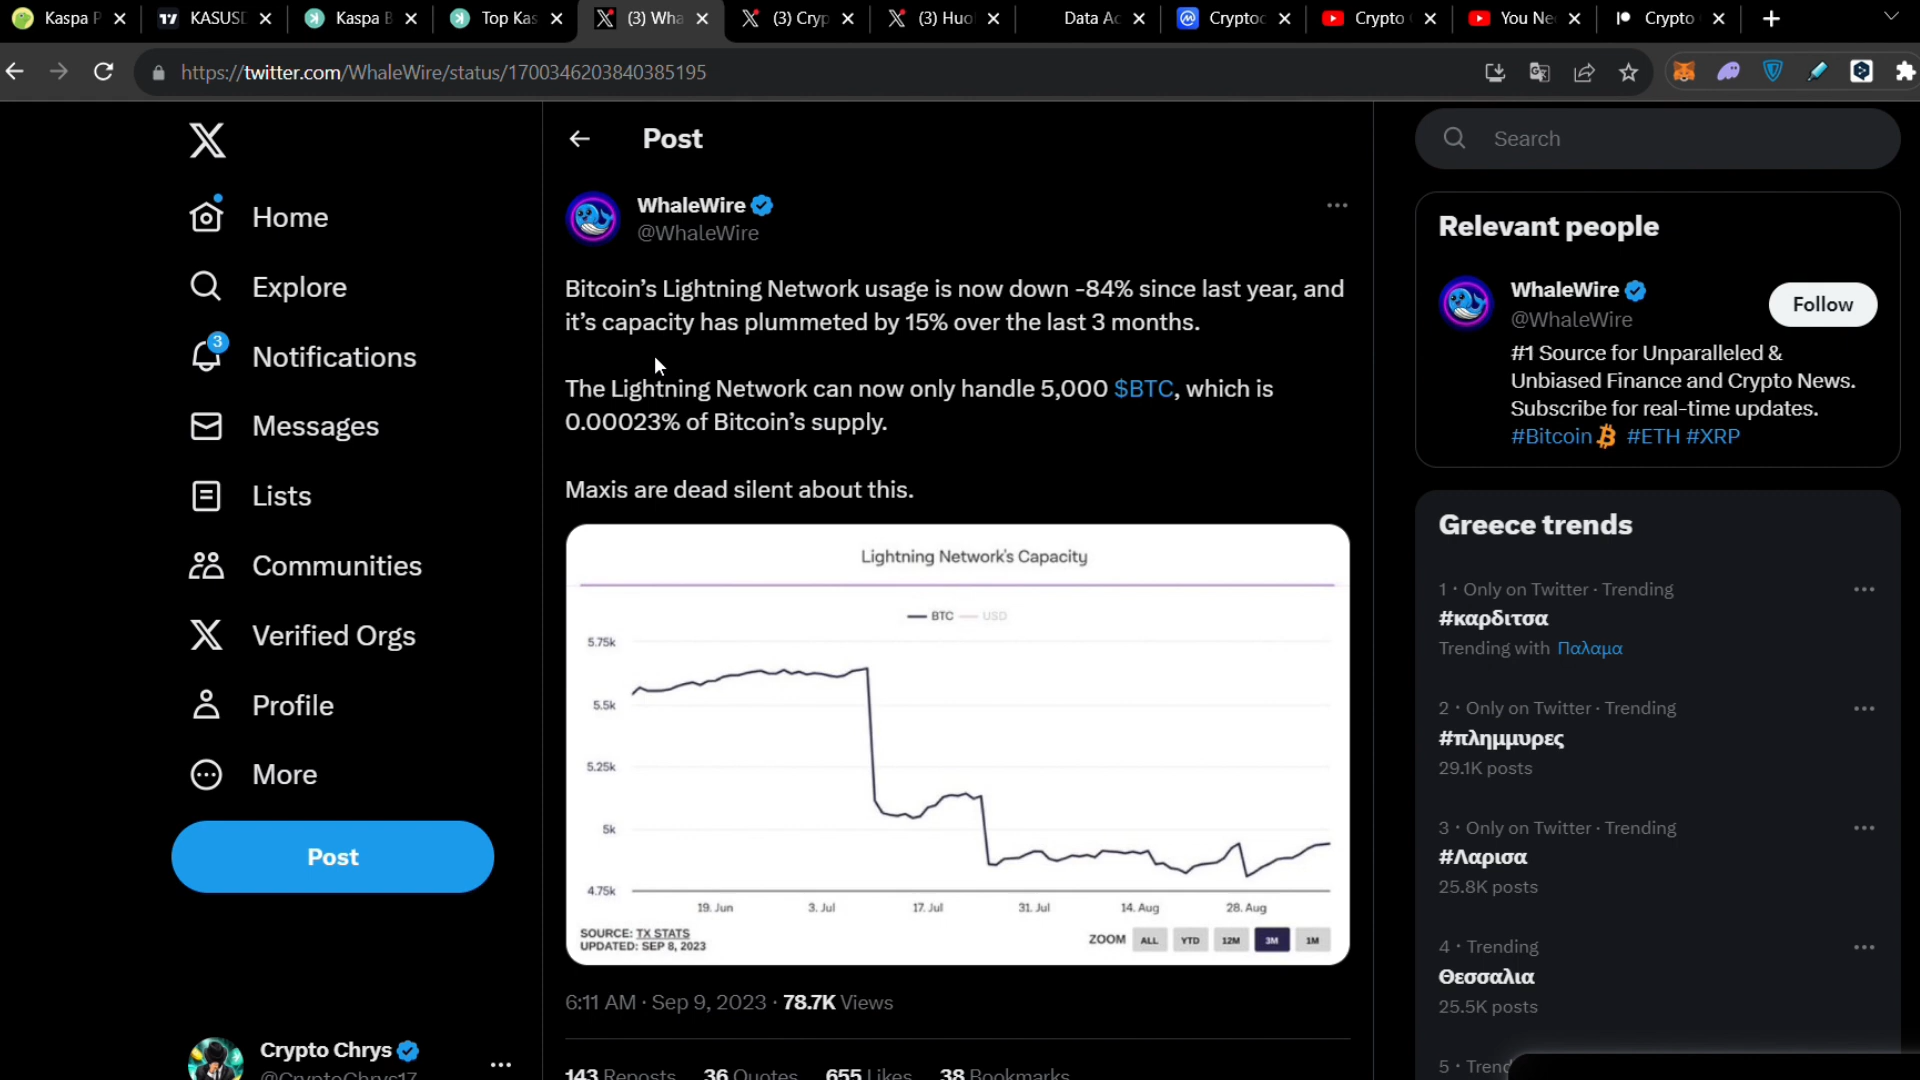 Kaspa P
KASUSD
Kaspa B
Top Kas
(3) Wha
(3) Cryp
(3) Huo
Data Ac
Cryptoc
Crypto
You Ne
Crypto
https://twitter.com/WhaleWire/status/1700346203840385195
Home
Explore
3
Notifications
Messages
Lists
Communities
Verified Orgs
Profile
More
Post
Crypto Chrys
@CryptoChrys17
Post
WhaleWire
@WhaleWire
Bitcoin’s Lightning Network usage is now down -84% since last year, and
it’s capacity has plummeted by 15% over the last 3 months.
The Lightning Network can now only handle 5,000 $BTC, which is
0.00023% of Bitcoin’s supply.
Maxis are dead silent about this.
Lightning Network's Capacity
BTC USD
5.75k
5.5k
5.25k
5k
4.75k
19. Jun 3. Jul 17. Jul 31. Jul 14. Aug 28. Aug
SOURCE: TX STATS
UPDATED: SEP 8, 2023
ZOOM ALL YTD 12M 3M 1M
6:11 AM · Sep 9, 2023 · 78.7K Views
143 Reposts 36 Quotes 655 Likes 38 Bookmarks
Search
Relevant people
WhaleWire
@WhaleWire
Follow
#1 Source for Unparalleled &
Unbiased Finance and Crypto News.
Subscribe for real-time updates.
#Bitcoin #ETH #XRP
Greece trends
1 · Only on Twitter · Trending
#καρδιτσα
Trending with Παλαμα
2 · Only on Twitter · Trending
#πλημμυρες
29.1K posts
3 · Only on Twitter · Trending
#Λαρισα
25.8K posts
4 · Trending
Θεσσαλια
25.5K posts
5 · Trend